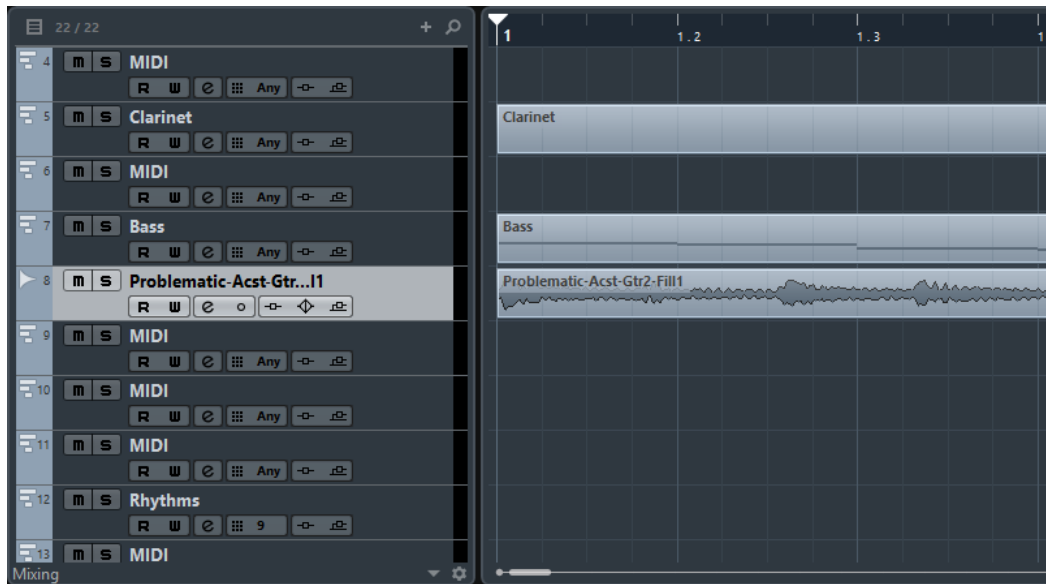 22 / 22
1
1.2
1.3
1
4 m S MIDI
R W e Any
5 m S Clarinet
R W e Any
Clarinet
6 m S MIDI
R W e Any
7 m S Bass
R W e Any
Bass
8 m S Problematic-Acst-Gtr...l1
R W e
Problematic-Acst-Gtr2-Fill1
9 m S MIDI
R W e Any
10 m S MIDI
R W e Any
11 m S MIDI
R W e Any
12 m S Rhythms
R W e 9
13 m S MIDI
Mixing